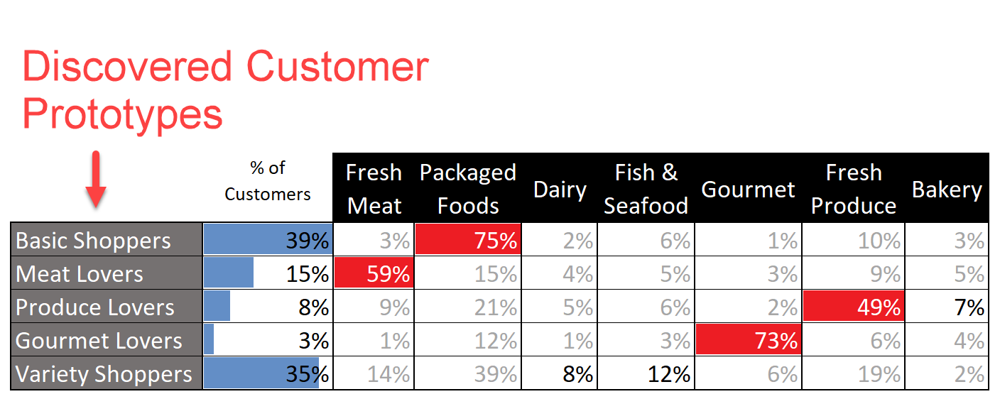 Discovered Customer
Prototypes
% of
Customers
Fresh
Meat
Packaged
Foods
Dairy
Fish &
Seafood
Gourmet
Fresh
Produce
Bakery
Basic Shoppers 39% 3% 75% 2% 6% 1% 10% 3%
Meat Lovers 15% 59% 15% 4% 5% 3% 9% 5%
Produce Lovers 8% 9% 21% 5% 6% 2% 49% 7%
Gourmet Lovers 3% 1% 12% 1% 3% 73% 6% 4%
Variety Shoppers 35% 14% 39% 8% 12% 6% 19% 2%